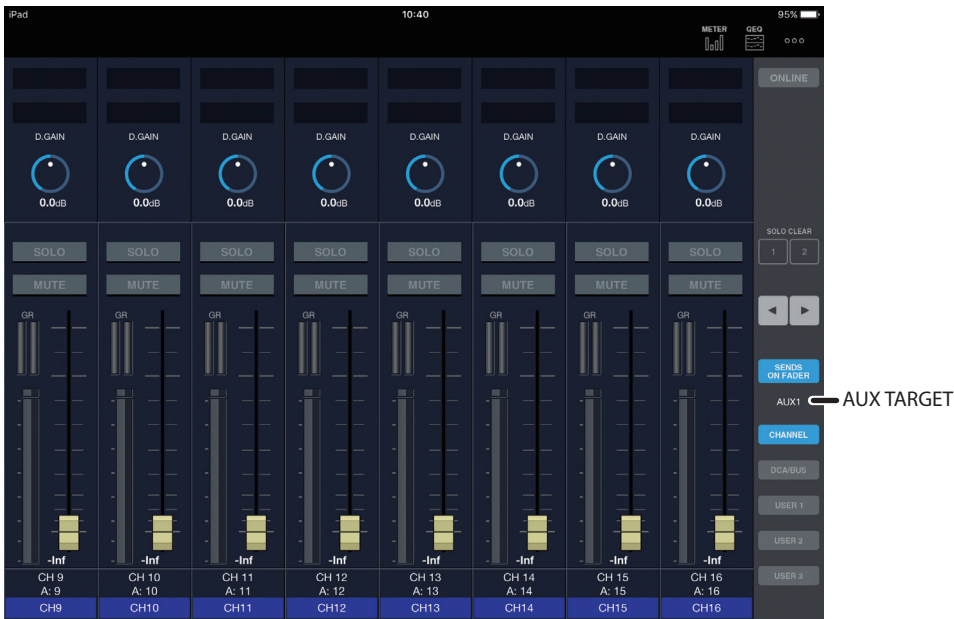 iPad 10:40 95%
METER GEQ
ONLINE
D.GAIN D.GAIN D.GAIN D.GAIN D.GAIN D.GAIN D.GAIN D.GAIN
0.0dB 0.0dB 0.0dB 0.0dB 0.0dB 0.0dB 0.0dB 0.0dB
SOLO CLEAR
SOLO SOLO SOLO SOLO SOLO SOLO SOLO SOLO 1 2
MUTE MUTE MUTE MUTE MUTE MUTE MUTE MUTE
GR GR GR GR GR GR GR GR
SENDS
ON FADER
AUX1 AUX TARGET
CHANNEL
DCA/BUS
USER 1
USER 2
-Inf -Inf -Inf -Inf -Inf -Inf -Inf -Inf
USER 3
CH 9 CH 10 CH 11 CH 12 CH 13 CH 14 CH 15 CH 16
A: 9 A: 10 A: 11 A: 12 A: 13 A: 14 A: 15 A: 16
CH9 CH10 CH11 CH12 CH13 CH14 CH15 CH16